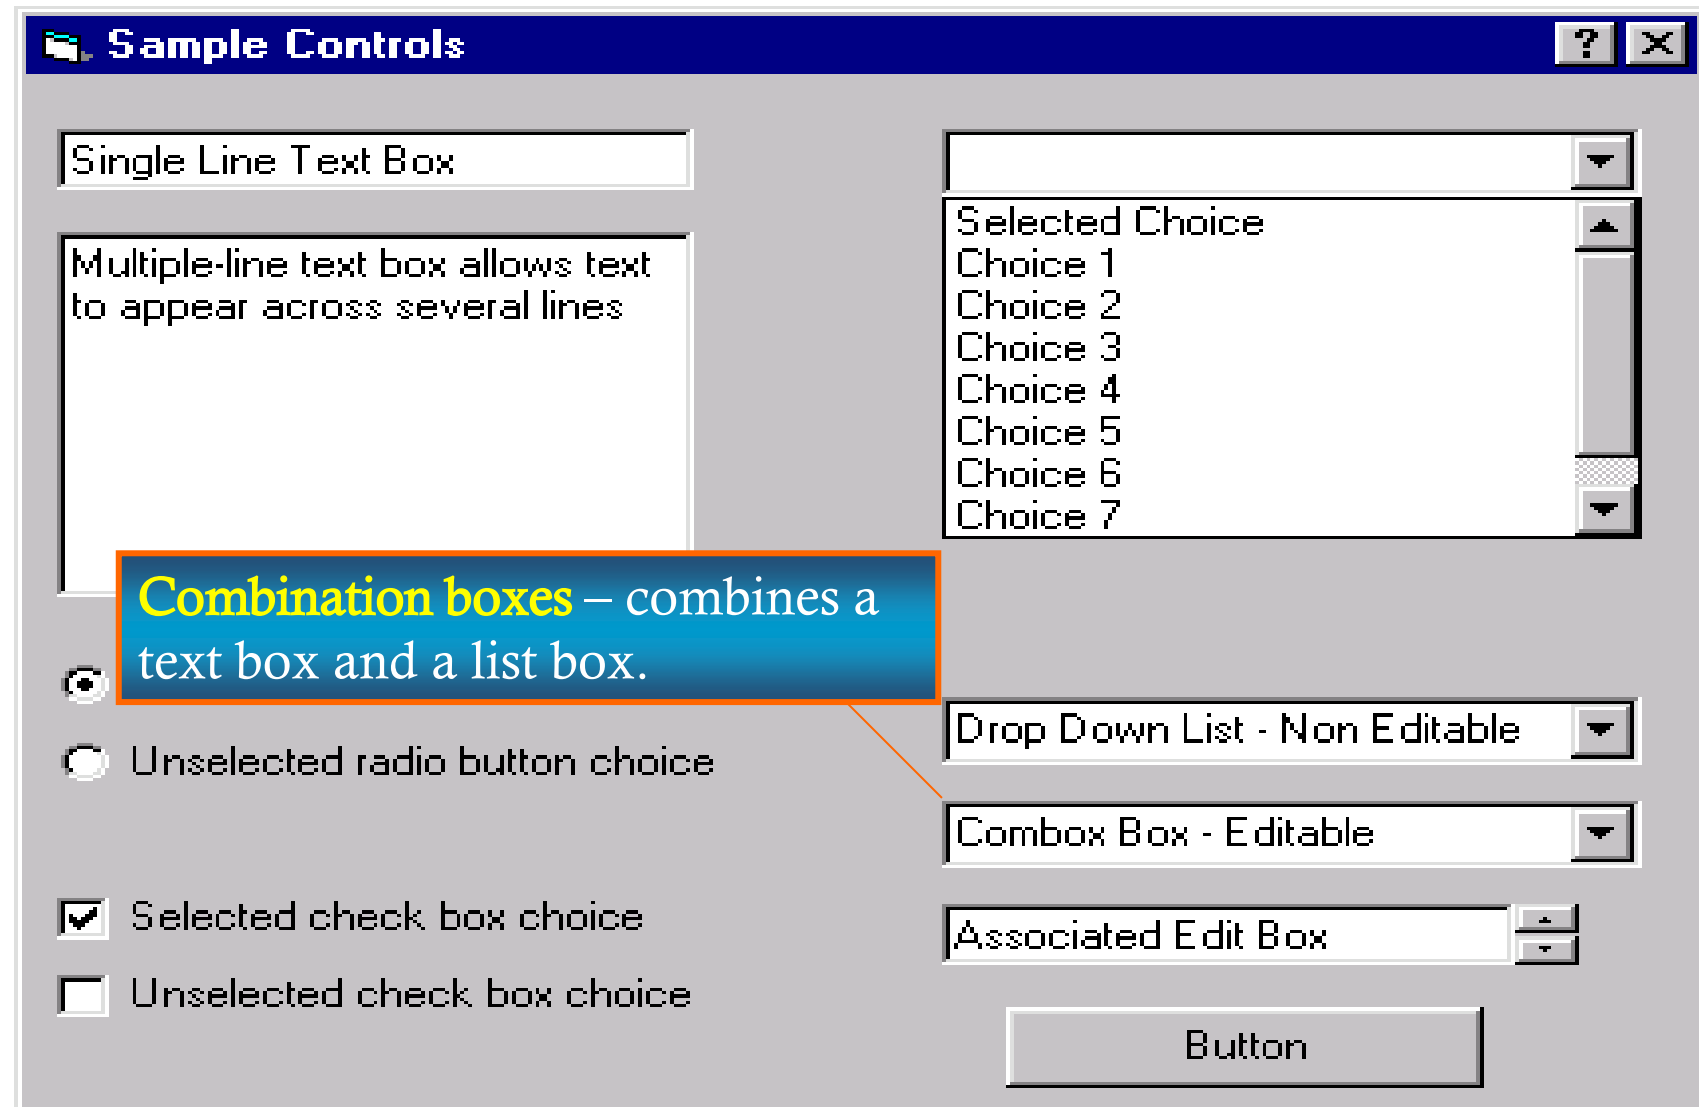 Sample Controls
?
Single Line Text Box
Multiple-line text box allows text
to appear across several lines
Selected Choice
Choice 1
Choice 2
Choice 3
Choice 4
Choice 5
Choice 6
Choice 7
Combination boxes – combines a
text box and a list box.
Unselected radio button choice
Drop Down List - Non Editable
Combox Box - Editable
Selected check box choice
Associated Edit Box
Unselected check box choice
Button